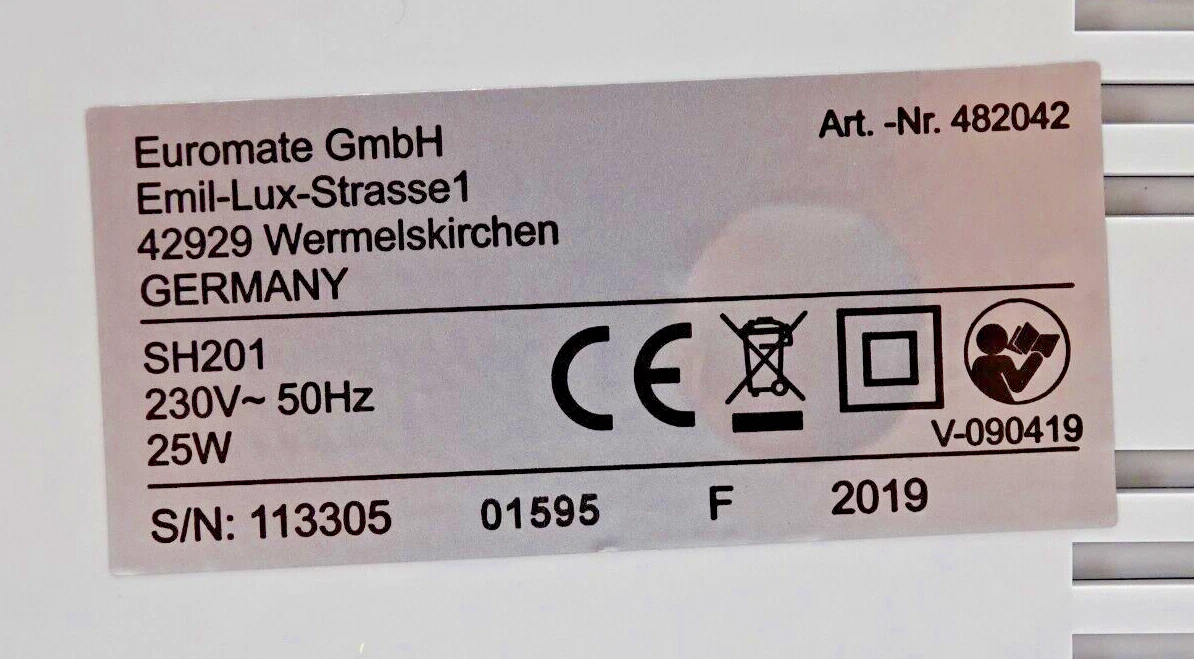 Euromate GmbH
Art. -Nr. 482042
Emil-Lux-Strasse1
42929 Wermelskirchen
GERMANY
SH201
230V~ 50Hz
25W
CE
V-090419
S/N: 113305 01595 F 2019